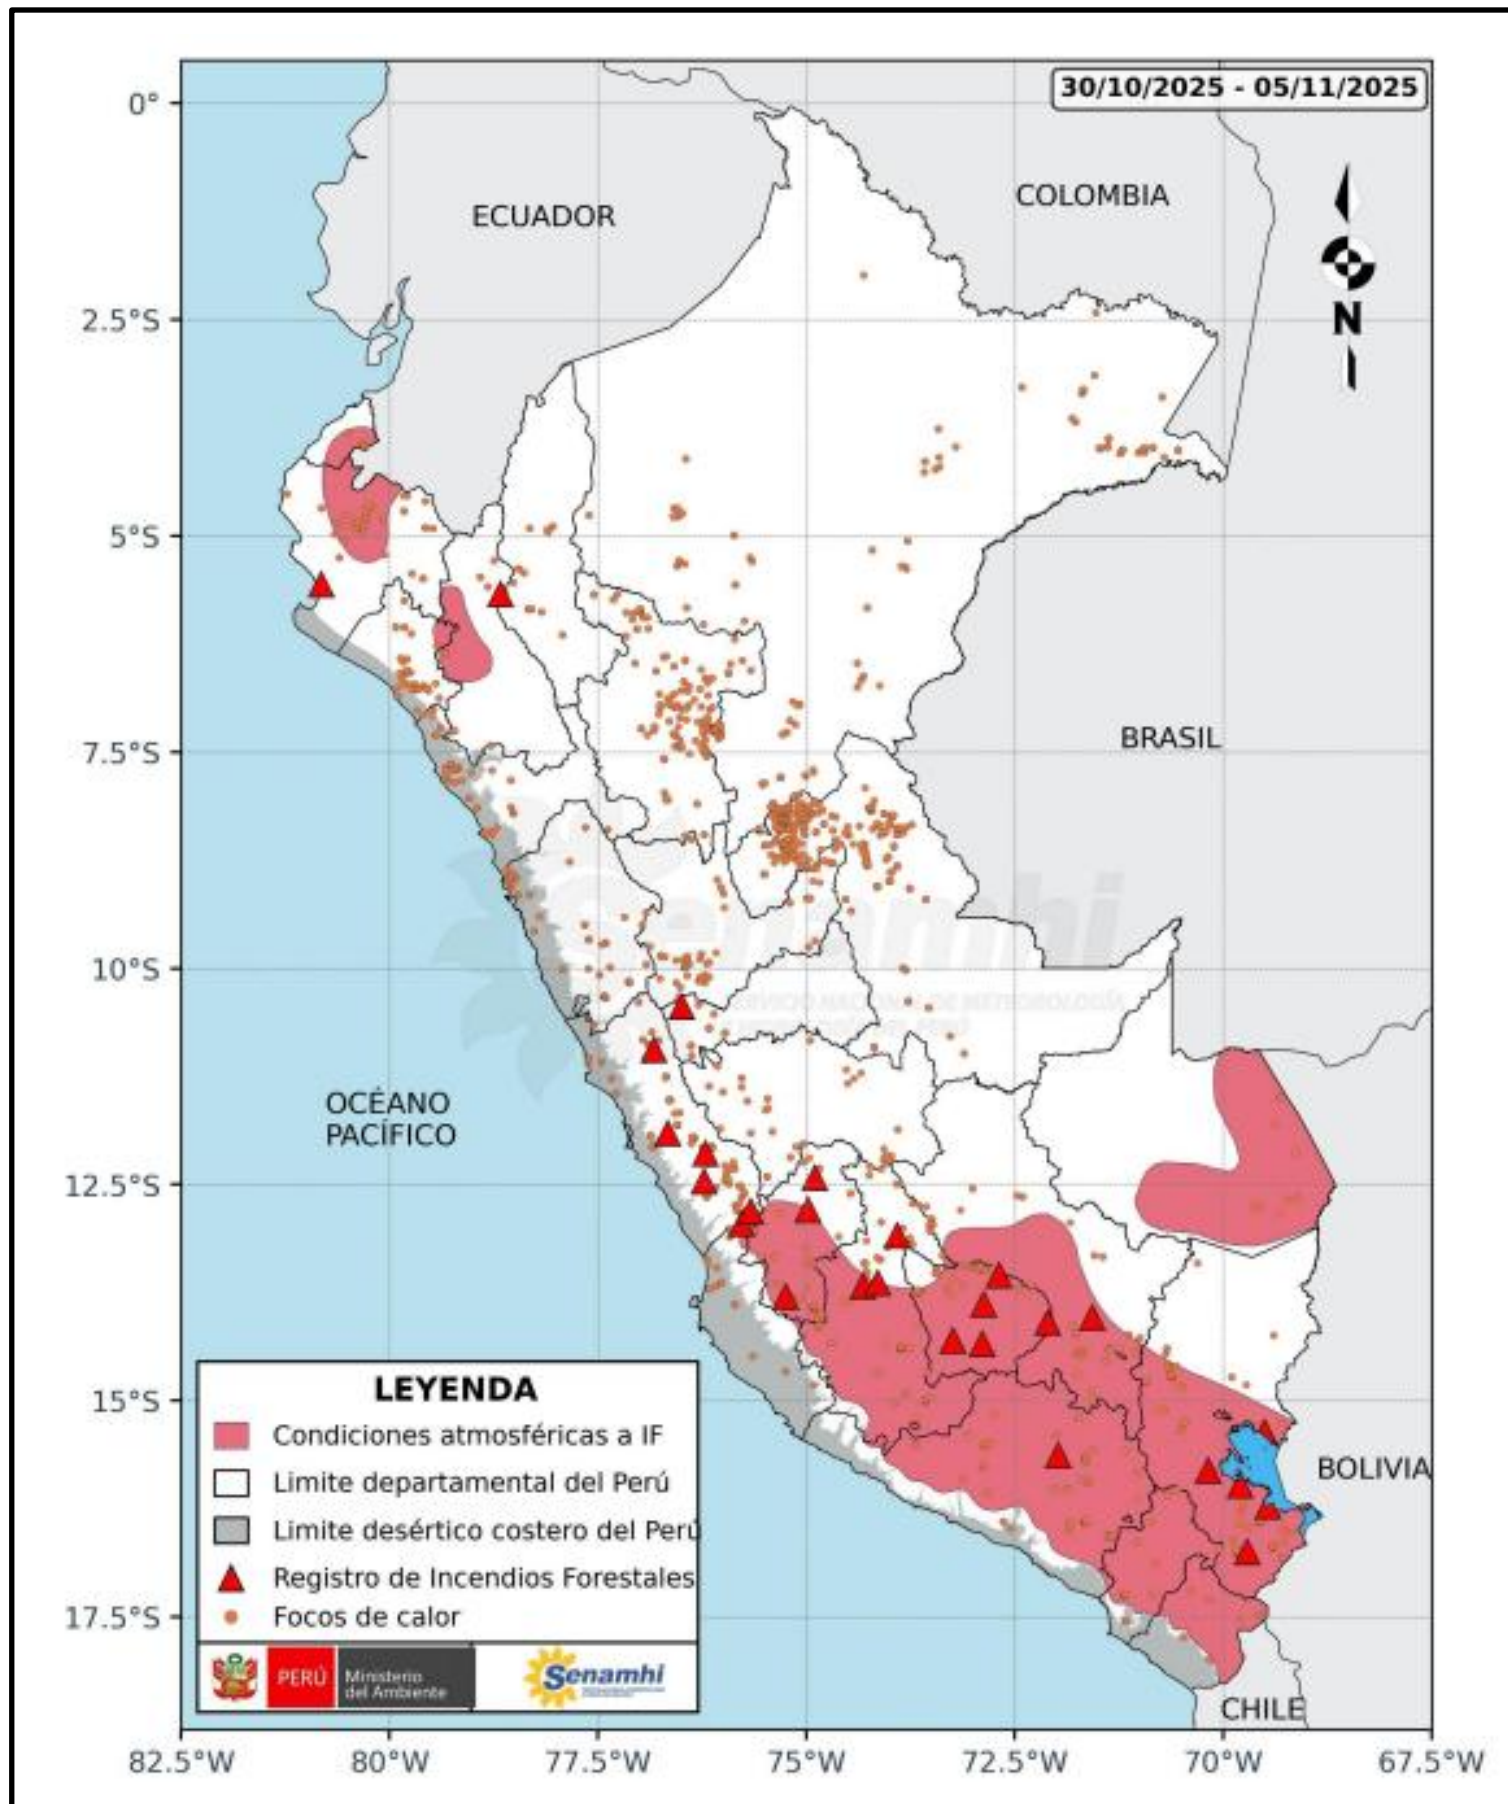 30/10/2025 - 05/11/2025
COLOMBIA
ECUADOR
N
BRASIL
Senamhi
OCÉANO
PACÍFICO
BOLIVIA
CHILE
0°
2.5°S
5°S
7.5°S
10°S
12.5°S
15°S
17.5°S
LEYENDA
Condiciones atmosféricas a IF
Limite departamental del Perú
Limite desértico costero del Perú
Registro de Incendios Forestales
Focos de calor
PERÚ
Ministerio
del Ambiente
Senamhi
82.5°W 80°W 77.5°W 75°W 72.5°W 70°W 67.5°W